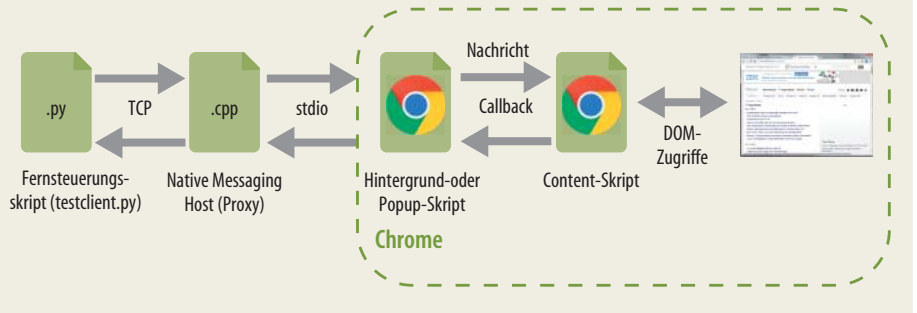 .py
TCP
.cpp
stdio
Nachricht
Callback
DOM-
Zugriffe
Fernsteuerungs-
skript (testclient.py)
Native Messaging
Host (Proxy)
Hintergrund-oder
Popup-Skript
Content-Skript
Chrome